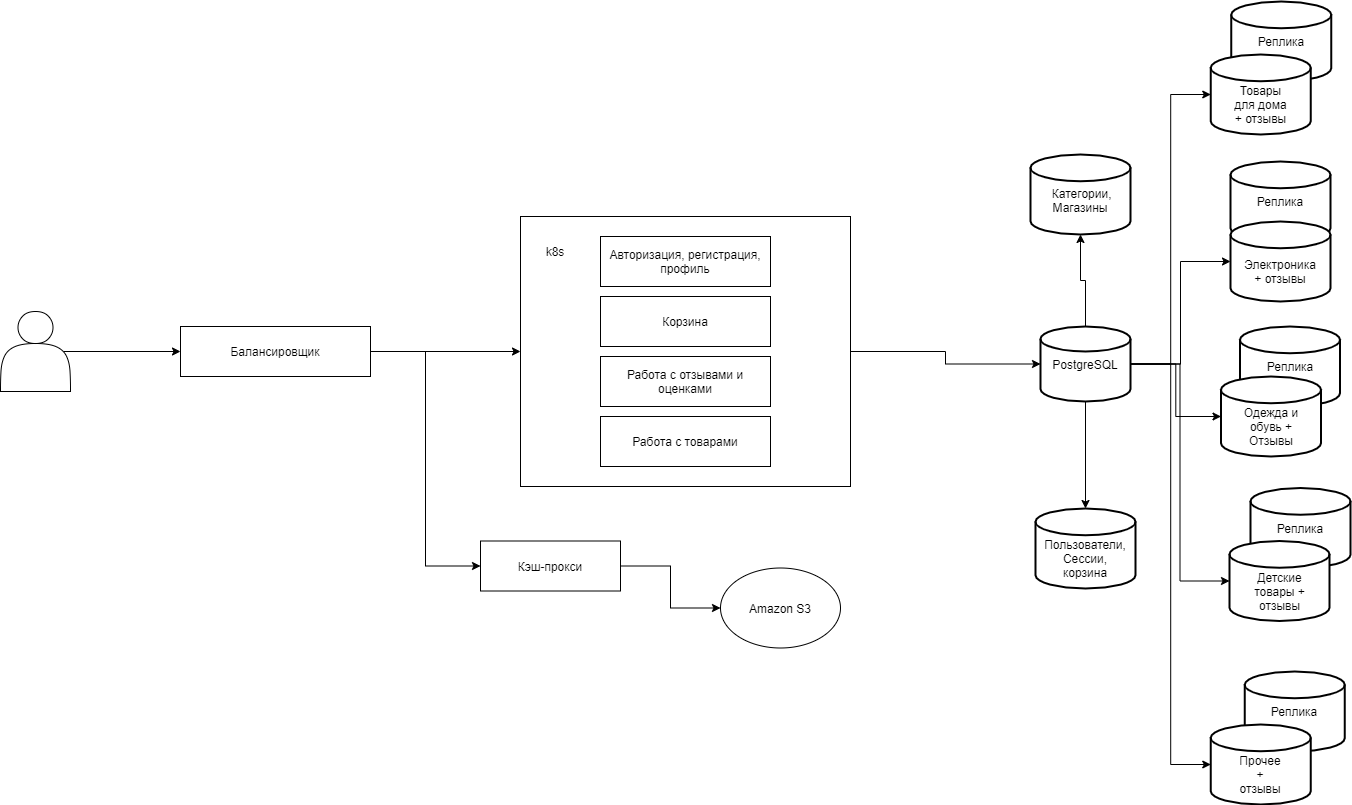 Балансировщик
k8s
Авторизация, регистрация,
профиль
Корзина
Работа с отзывами и
оценками
Работа с товарами
Кэш-прокси
Amazon S3
Категории,
Магазины
PostgreSQL
Пользователи,
Сессии,
корзина
Реплика
Товары
для дома
+ отзывы
Реплика
Электроника
+ отзывы
Реплика
Одежда и
обувь +
Отзывы
Реплика
Детские
товары +
отзывы
Реплика
Прочее
+
отзывы